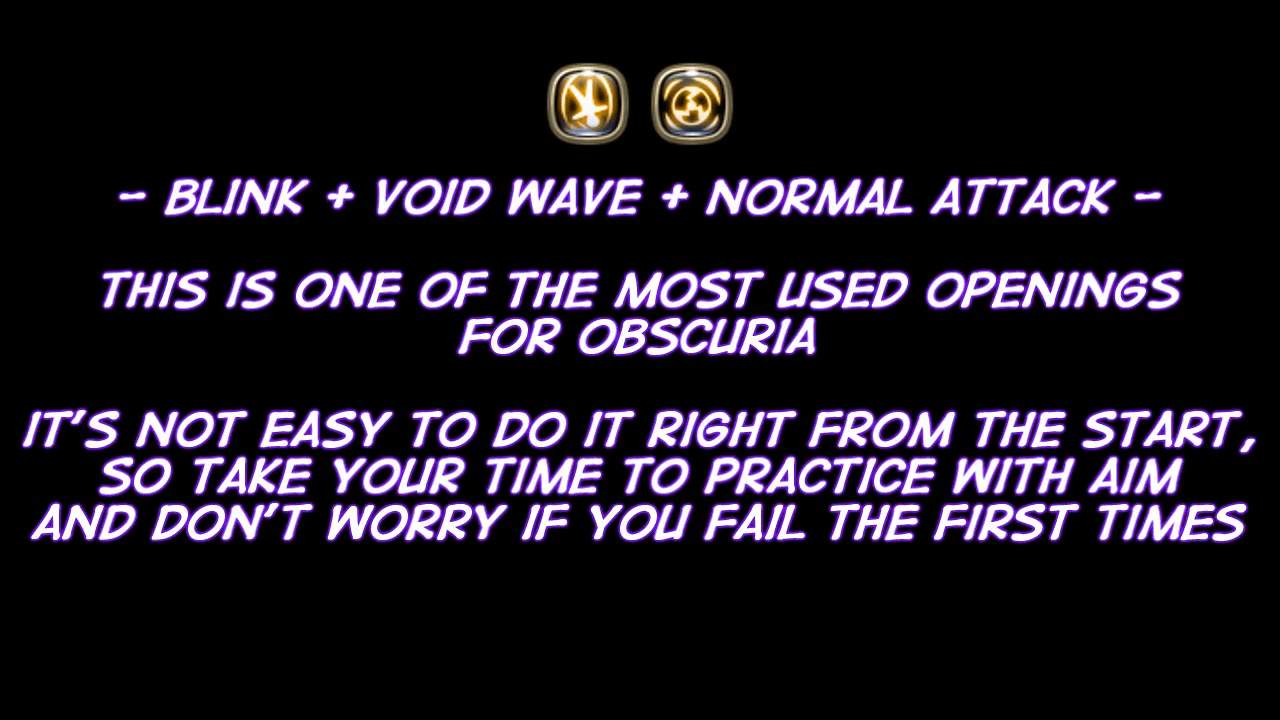 - BLINK + VOID WAVE + NORMAL ATTACK -
THIS IS ONE OF THE MOST USED OPENINGS
FOR OBSCURIA
IT'S NOT EASY TO DO IT RIGHT FROM THE START,
SO TAKE YOUR TIME TO PRACTICE WITH AIM
AND DON'T WORRY IF YOU FAIL THE FIRST TIMES